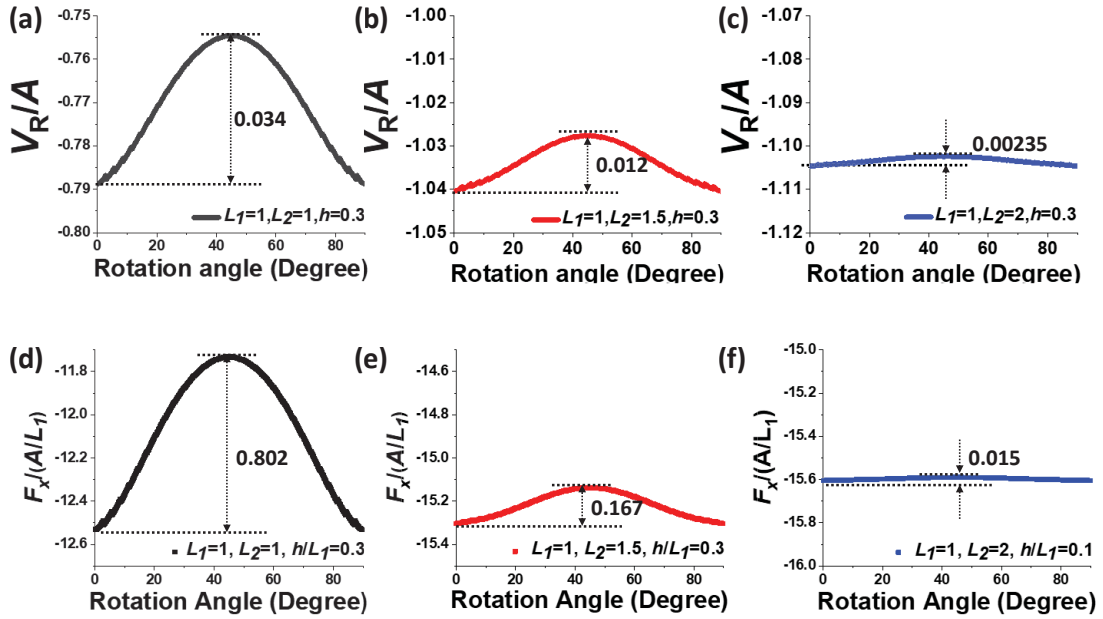 (a)
V_R/A
-0.75
-0.76
-0.77
-0.78
-0.79
-0.80
0.034
L₁=1,L₂=1,h=0.3
0 20 40 60 80
Rotation angle (Degree)
(b)
V_R/A
-1.00
-1.01
-1.02
-1.03
-1.04
-1.05
0.012
L₁=1,L₂=1.5,h=0.3
0 20 40 60 80
Rotation angle (Degree)
(c)
V_R/A
-1.07
-1.08
-1.09
-1.10
-1.11
-1.12
0.00235
L₁=1,L₂=2,h=0.3
0 20 40 60 80
Rotation angle (Degree)
(d)
Fₓ/(A/L₁)
-11.8
-12.0
-12.2
-12.4
-12.6
0.802
L₁=1, L₂=1, h/L₁=0.3
0 20 40 60 80
Rotation Angle (Degree)
(e)
Fₓ/(A/L₁)
-14.6
-14.8
-15.0
-15.2
-15.4
0.167
L₁=1, L₂=1.5, h/L₁=0.3
0 20 40 60 80
Rotation Angle (Degree)
(f)
Fₓ/(A/L₁)
-15.0
-15.2
-15.4
-15.6
-15.8
-16.0
0.015
L₁=1, L₂=2, h/L₁=0.1
0 20 40 60 80
Rotation Angle (Degree)